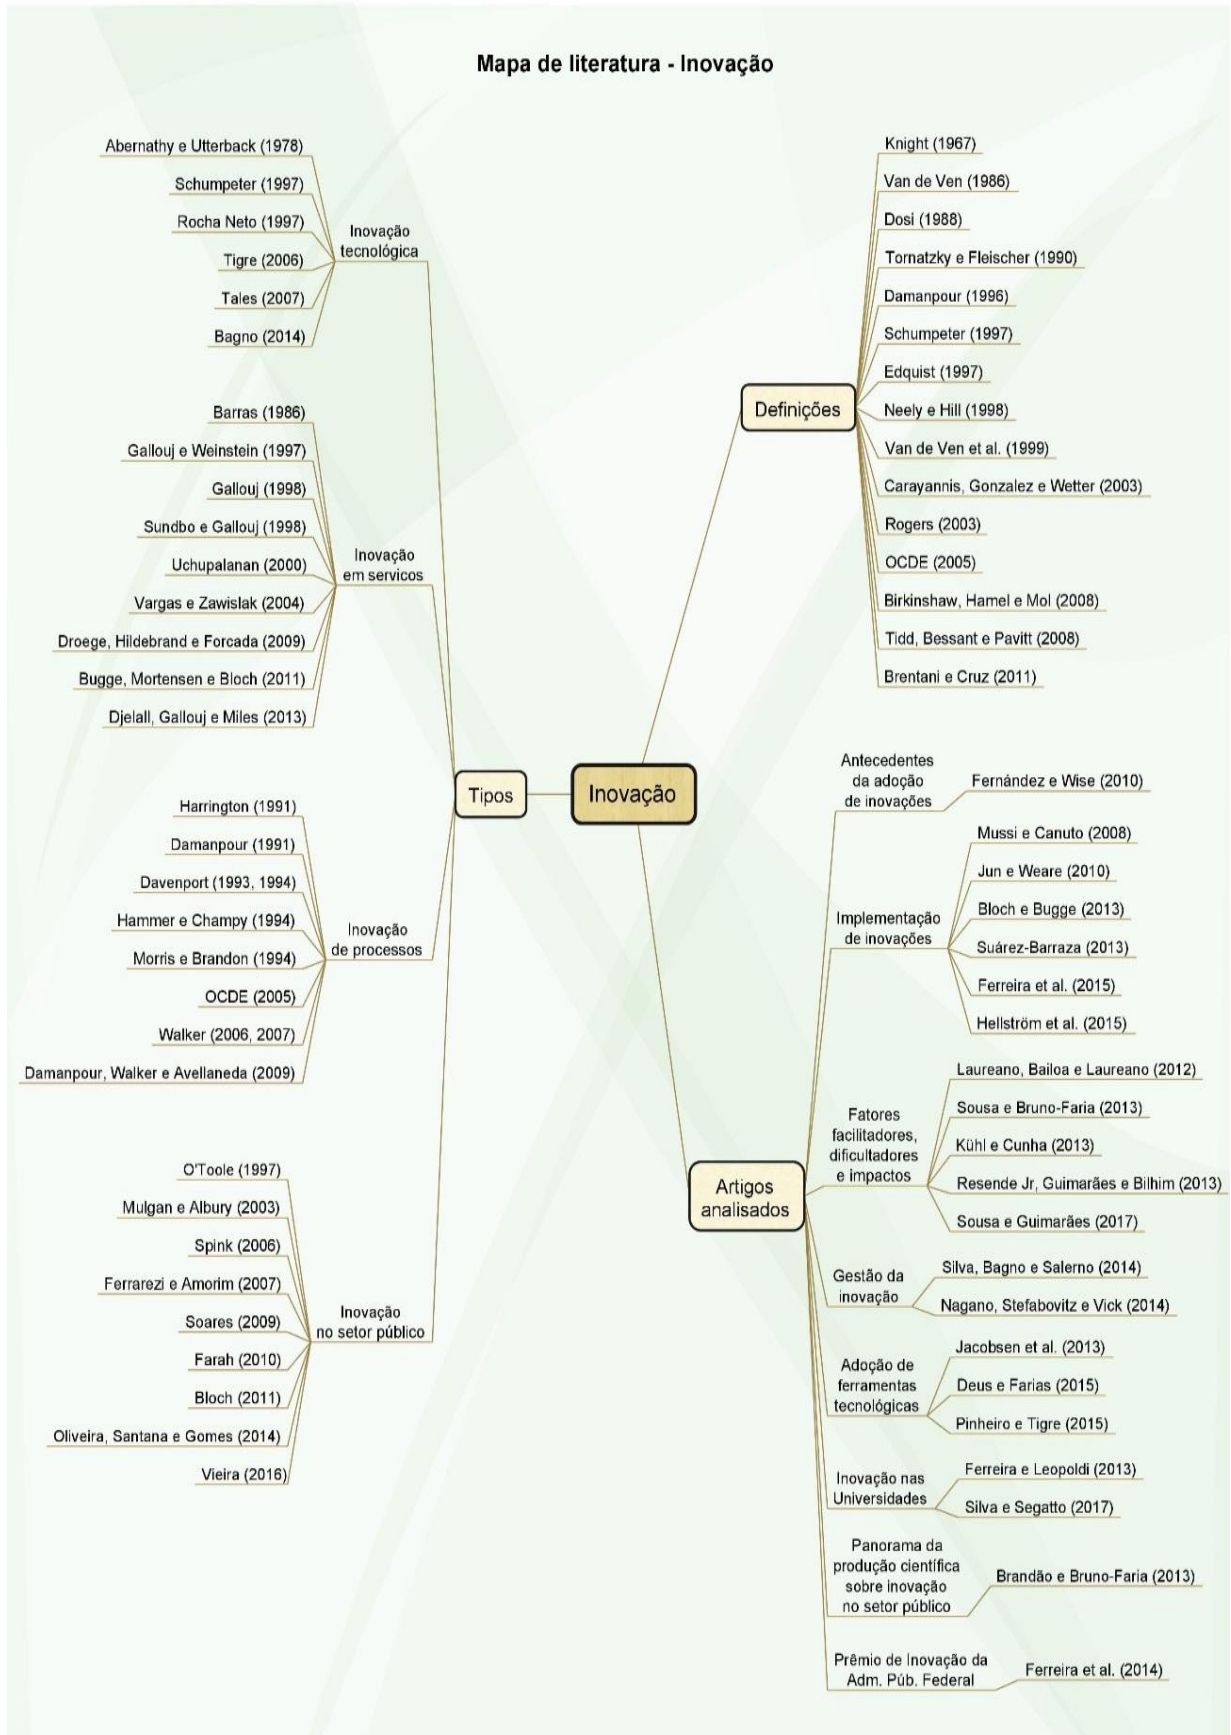 Mapa de literatura - Inovação
Abernathy e Utterback (1978)
Schumpeter (1997)
Rocha Neto (1997)
Tigre (2006)
Tales (2007)
Bagno (2014)
Inovação
tecnológica
Barras (1986)
Gallouj e Weinstein (1997)
Gallouj (1998)
Sundbo e Gallouj (1998)
Uchupalanan (2000)
Vargas e Zawislak (2004)
Droege, Hildebrand e Forcada (2009)
Bugge, Mortensen e Bloch (2011)
Djelall, Gallouj e Miles (2013)
Inovação
em servicos
Harrington (1991)
Damanpour (1991)
Davenport (1993, 1994)
Hammer e Champy (1994)
Morris e Brandon (1994)
OCDE (2005)
Walker (2006, 2007)
Damanpour, Walker e Avellaneda (2009)
Inovação
de processos
O'Toole (1997)
Mulgan e Albury (2003)
Spink (2006)
Ferrarezi e Amorim (2007)
Soares (2009)
Farah (2010)
Bloch (2011)
Oliveira, Santana e Gomes (2014)
Vieira (2016)
Inovação
no setor público
Tipos
Inovação
Definições
Knight (1967)
Van de Ven (1986)
Dosi (1988)
Tornatzky e Fleischer (1990)
Damanpour (1996)
Schumpeter (1997)
Edquist (1997)
Neely e Hill (1998)
Van de Ven et al. (1999)
Carayannis, Gonzalez e Wetter (2003)
Rogers (2003)
OCDE (2005)
Birkinshaw, Hamel e Mol (2008)
Tidd, Bessant e Pavitt (2008)
Brentani e Cruz (2011)
Artigos
analisados
Antecedentes
da adoção
de inovações
Fernández e Wise (2010)
Implementação
de inovações
Mussi e Canuto (2008)
Jun e Weare (2010)
Bloch e Bugge (2013)
Suárez-Barraza (2013)
Ferreira et al. (2015)
Hellström et al. (2015)
Fatores
facilitadores,
dificultadores
e impactos
Laureano, Bailoa e Laureano (2012)
Sousa e Bruno-Faria (2013)
Kühl e Cunha (2013)
Resende Jr, Guimarães e Bilhim (2013)
Sousa e Guimarães (2017)
Gestão da
inovação
Silva, Bagno e Salerno (2014)
Nagano, Stefabovitz e Vick (2014)
Adoção de
ferramentas
tecnológicas
Jacobsen et al. (2013)
Deus e Farias (2015)
Pinheiro e Tigre (2015)
Inovação nas
Universidades
Ferreira e Leopoldi (2013)
Silva e Segatto (2017)
Panorama da
produção científica
sobre inovação
no setor público
Brandão e Bruno-Faria (2013)
Prêmio de Inovação da
Adm. Púb. Federal
Ferreira et al. (2014)